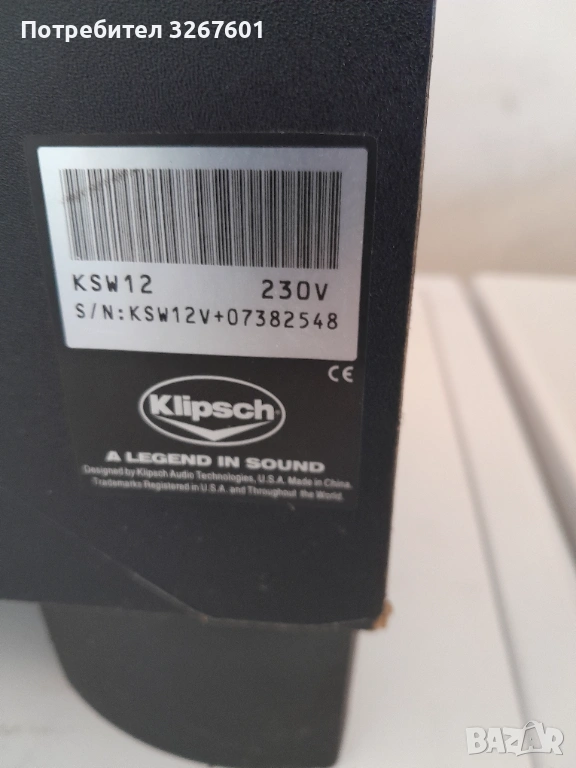 Потребител 3267601
KSW12 230V
S/N:KSW12V+07382548
CE
Klipsch
A LEGEND IN SOUND
Designed by Klipsch Audio Technologies, U.S.A. Made in China.
Trademarks Registered in U.S.A. and Throughout the World.
BAZAR